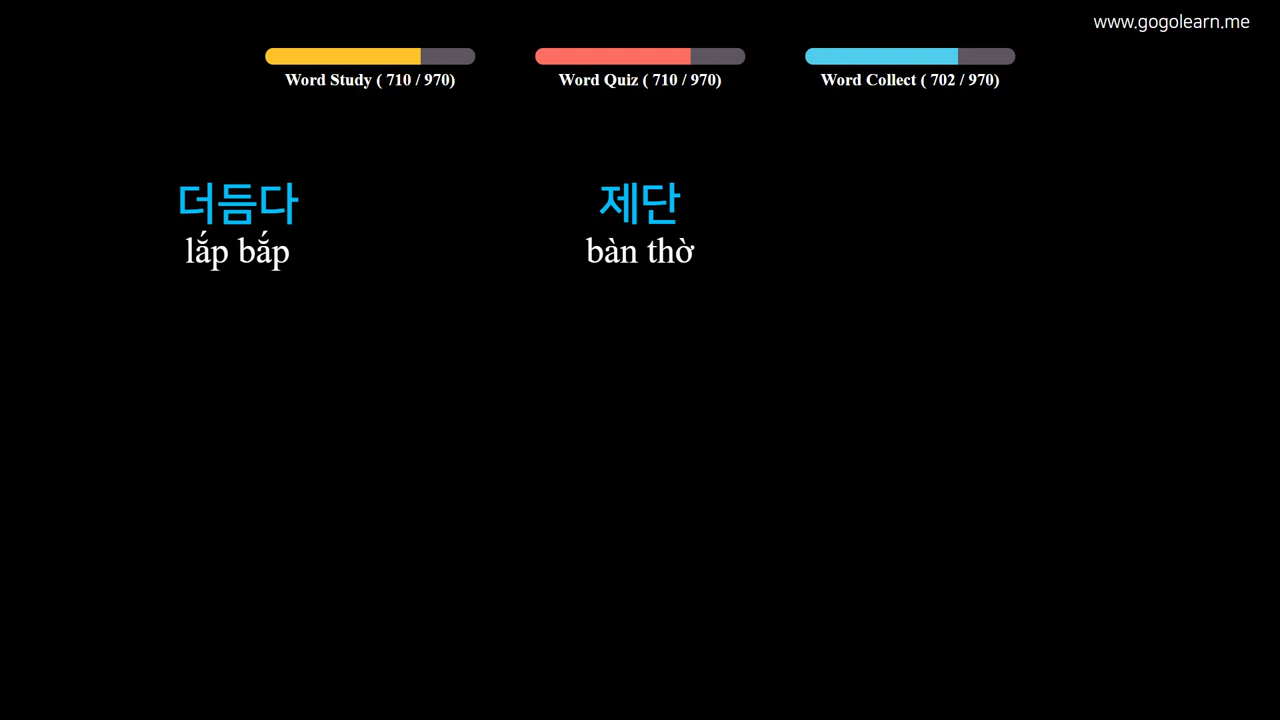 www.gogolearn.me
Word Study ( 710 / 970)
Word Quiz ( 710 / 970)
Word Collect ( 702 / 970)
더듬다
lắp bắp
제단
bàn thờ